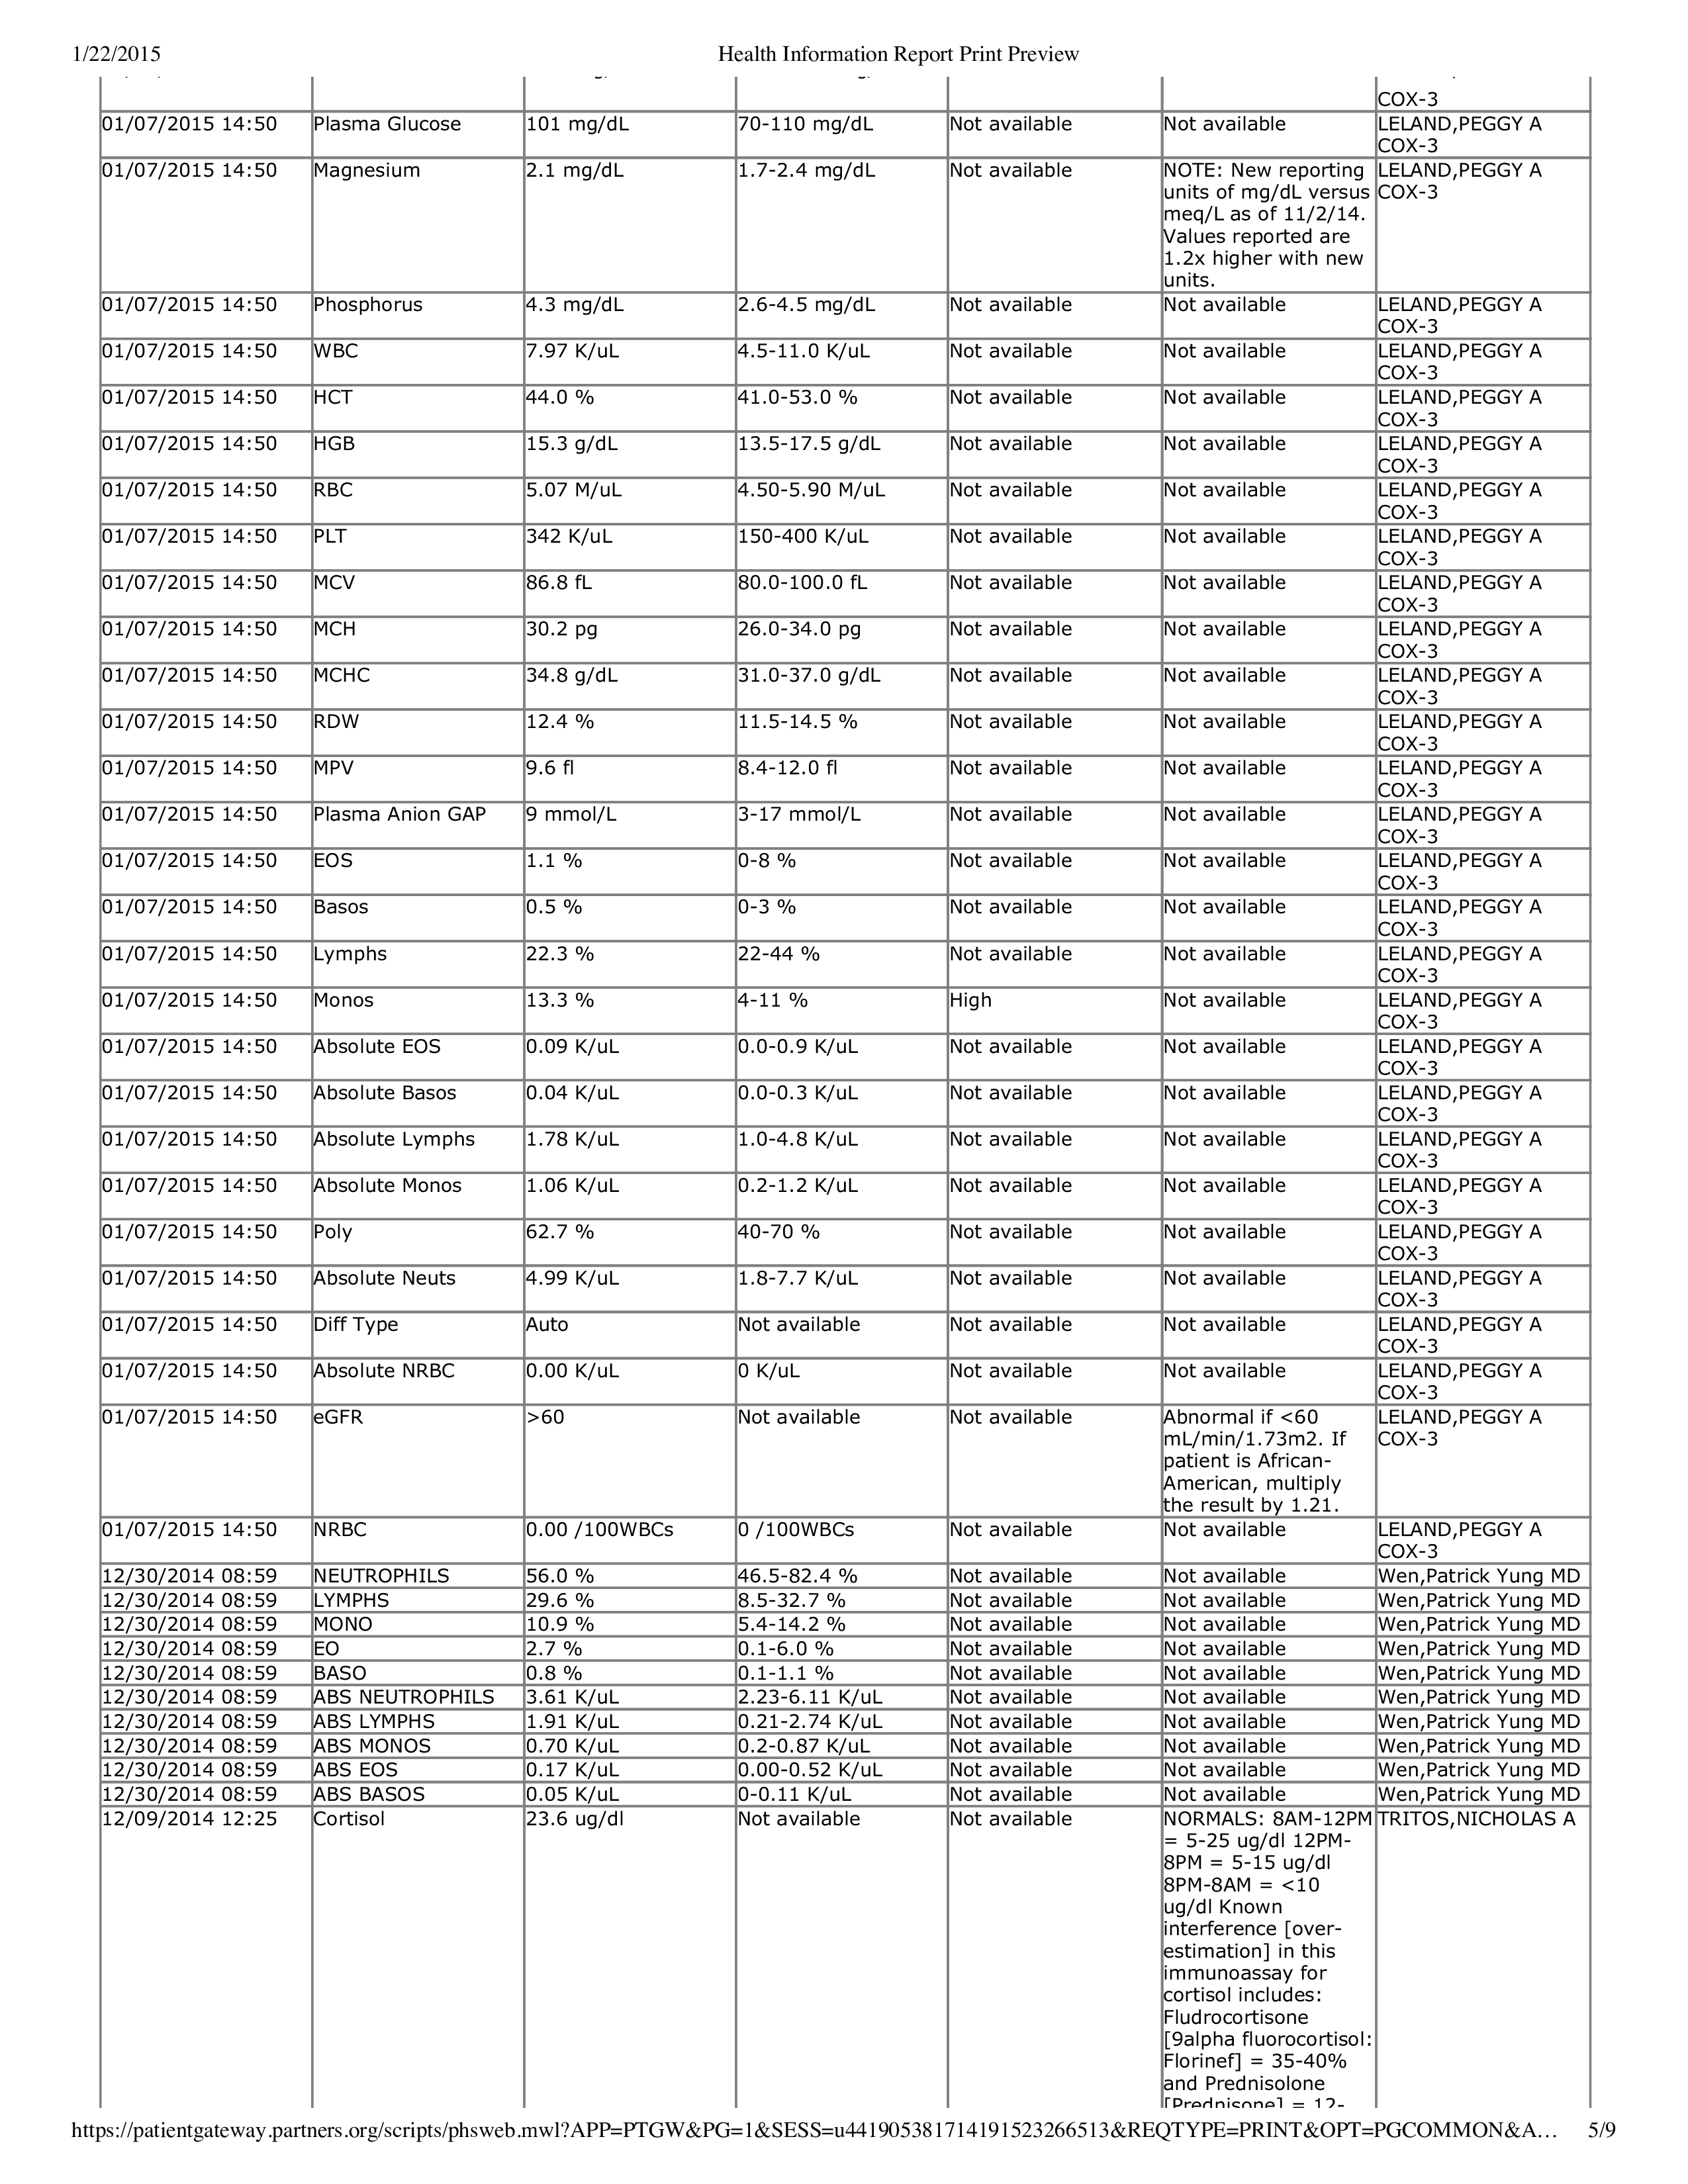 1/22/2015 Health Information Report Print Preview
COX-3
01/07/2015 14:50 Plasma Glucose 101 mg/dL 70-110 mg/dL Not available Not available LELAND,PEGGY A
COX-3
01/07/2015 14:50 Magnesium 2.1 mg/dL 1.7-2.4 mg/dL Not available NOTE: New reporting LELAND,PEGGY A
units of mg/dL versus COX-3
meq/L as of 11/2/14.
Values reported are
1.2x higher with new
units.
01/07/2015 14:50 Phosphorus 4.3 mg/dL 2.6-4.5 mg/dL Not available Not available LELAND,PEGGY A
COX-3
01/07/2015 14:50 WBC 7.97 K/uL 4.5-11.0 K/uL Not available Not available LELAND,PEGGY A
COX-3
01/07/2015 14:50 HCT 44.0 % 41.0-53.0 % Not available Not available LELAND,PEGGY A
COX-3
01/07/2015 14:50 HGB 15.3 g/dL 13.5-17.5 g/dL Not available Not available LELAND,PEGGY A
COX-3
01/07/2015 14:50 RBC 5.07 M/uL 4.50-5.90 M/uL Not available Not available LELAND,PEGGY A
COX-3
01/07/2015 14:50 PLT 342 K/uL 150-400 K/uL Not available Not available LELAND,PEGGY A
COX-3
01/07/2015 14:50 MCV 86.8 fL 80.0-100.0 fL Not available Not available LELAND,PEGGY A
COX-3
01/07/2015 14:50 MCH 30.2 pg 26.0-34.0 pg Not available Not available LELAND,PEGGY A
COX-3
01/07/2015 14:50 MCHC 34.8 g/dL 31.0-37.0 g/dL Not available Not available LELAND,PEGGY A
COX-3
01/07/2015 14:50 RDW 12.4 % 11.5-14.5 % Not available Not available LELAND,PEGGY A
COX-3
01/07/2015 14:50 MPV 9.6 fl 8.4-12.0 fl Not available Not available LELAND,PEGGY A
COX-3
01/07/2015 14:50 Plasma Anion GAP 9 mmol/L 3-17 mmol/L Not available Not available LELAND,PEGGY A
COX-3
01/07/2015 14:50 EOS 1.1 % 0-8 % Not available Not available LELAND,PEGGY A
COX-3
01/07/2015 14:50 Basos 0.5 % 0-3 % Not available Not available LELAND,PEGGY A
COX-3
01/07/2015 14:50 Lymphs 22.3 % 22-44 % Not available Not available LELAND,PEGGY A
COX-3
01/07/2015 14:50 Monos 13.3 % 4-11 % High Not available LELAND,PEGGY A
COX-3
01/07/2015 14:50 Absolute EOS 0.09 K/uL 0.0-0.9 K/uL Not available Not available LELAND,PEGGY A
COX-3
01/07/2015 14:50 Absolute Basos 0.04 K/uL 0.0-0.3 K/uL Not available Not available LELAND,PEGGY A
COX-3
01/07/2015 14:50 Absolute Lymphs 1.78 K/uL 1.0-4.8 K/uL Not available Not available LELAND,PEGGY A
COX-3
01/07/2015 14:50 Absolute Monos 1.06 K/uL 0.2-1.2 K/uL Not available Not available LELAND,PEGGY A
COX-3
01/07/2015 14:50 Poly 62.7 % 40-70 % Not available Not available LELAND,PEGGY A
COX-3
01/07/2015 14:50 Absolute Neuts 4.99 K/uL 1.8-7.7 K/uL Not available Not available LELAND,PEGGY A
COX-3
01/07/2015 14:50 Diff Type Auto Not available Not available Not available LELAND,PEGGY A
COX-3
01/07/2015 14:50 Absolute NRBC 0.00 K/uL 0 K/uL Not available Not available LELAND,PEGGY A
COX-3
01/07/2015 14:50 eGFR >60 Not available Not available Abnormal if <60 LELAND,PEGGY A
mL/min/1.73m2. If COX-3
patient is African-
American, multiply
the result by 1.21.
01/07/2015 14:50 NRBC 0.00 /100WBCs 0 /100WBCs Not available Not available LELAND,PEGGY A
COX-3
12/30/2014 08:59 NEUTROPHILS 56.0 % 46.5-82.4 % Not available Not available Wen,Patrick Yung MD
12/30/2014 08:59 LYMPHS 29.6 % 8.5-32.7 % Not available Not available Wen,Patrick Yung MD
12/30/2014 08:59 MONO 10.9 % 5.4-14.2 % Not available Not available Wen,Patrick Yung MD
12/30/2014 08:59 EO 2.7 % 0.1-6.0 % Not available Not available Wen,Patrick Yung MD
12/30/2014 08:59 BASO 0.8 % 0.1-1.1 % Not available Not available Wen,Patrick Yung MD
12/30/2014 08:59 ABS NEUTROPHILS 3.61 K/uL 2.23-6.11 K/uL Not available Not available Wen,Patrick Yung MD
12/30/2014 08:59 ABS LYMPHS 1.91 K/uL 0.21-2.74 K/uL Not available Not available Wen,Patrick Yung MD
12/30/2014 08:59 ABS MONOS 0.70 K/uL 0.2-0.87 K/uL Not available Not available Wen,Patrick Yung MD
12/30/2014 08:59 ABS EOS 0.17 K/uL 0.00-0.52 K/uL Not available Not available Wen,Patrick Yung MD
12/30/2014 08:59 ABS BASOS 0.05 K/uL 0-0.11 K/uL Not available Not available Wen,Patrick Yung MD
12/09/2014 12:25 Cortisol 23.6 ug/dl Not available Not available NORMALS: 8AM-12PM TRITOS,NICHOLAS A
= 5-25 ug/dl 12PM-
8PM = 5-15 ug/dl
8PM-8AM = <10
ug/dl Known
interference [over-
estimation] in this
immunoassay for
cortisol includes:
Fludrocortisone
[9alpha fluorocortisol:
Florinef] = 35-40%
and Prednisolone
[Prednisone] = 12-
https://patientgateway.partners.org/scripts/phsweb.mwl?APP=PTGW&PG=1&SESS=u44190538171419152326​6513&REQTYPE=PRINT&OPT=PGCOMMON&A… 5/9